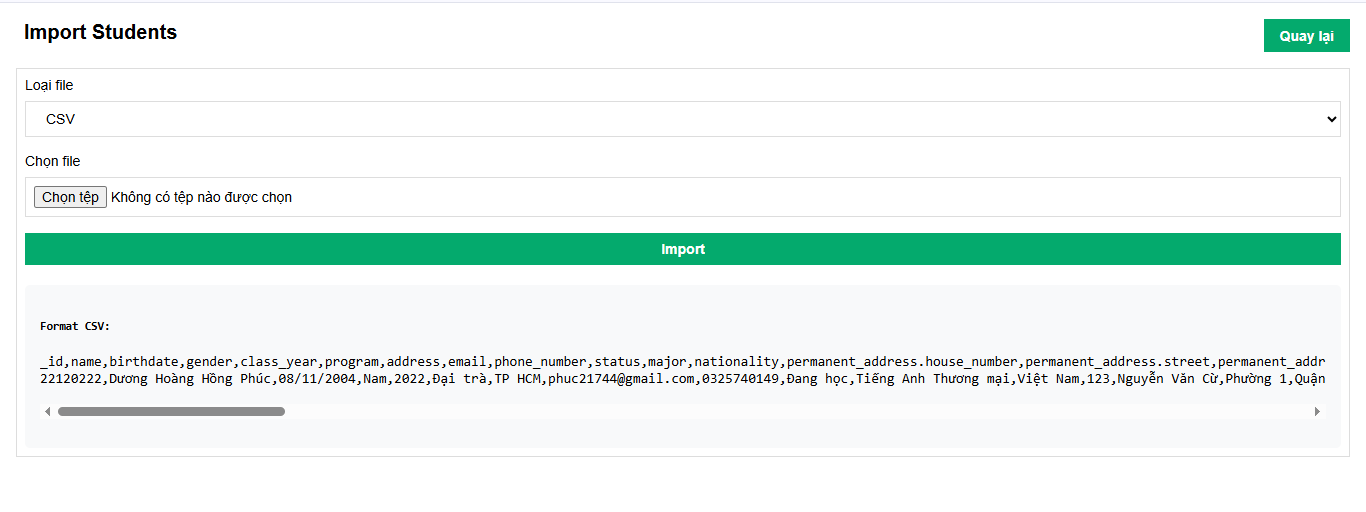 Import Students
Quay lại
Loại file
CSV
Chọn file
Chọn tệp Không có tệp nào được chọn
Import
Format CSV:
_id,name,birthdate,gender,class_year,program,address,email,phone_number,status,major,nationality,permanent_address.house_number,permanent_address.street,permanent_addr
22120222,Dương Hoàng Hồng Phúc,08/11/2004,Nam,2022,Đại trà,TP HCM,phuc21744@gmail.com,0325740149,Đang học,Tiếng Anh Thương mại,Việt Nam,123,Nguyễn Văn Cừ,Phường 1,Quận